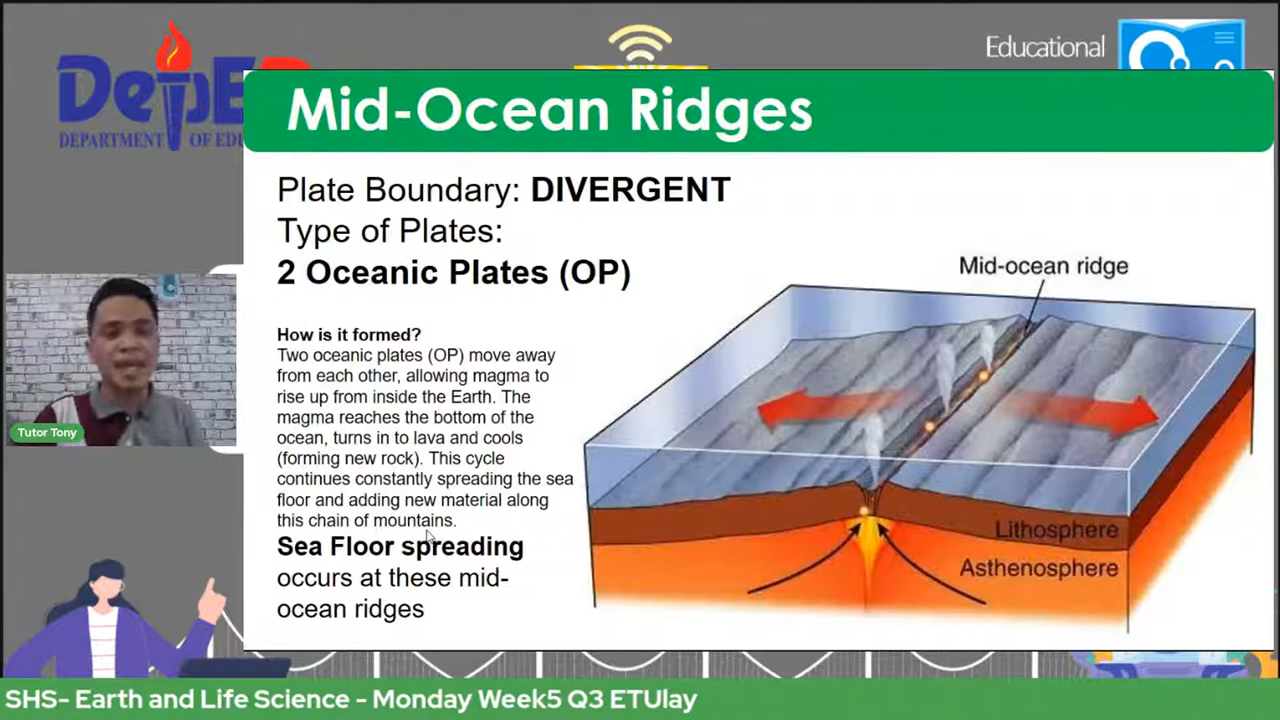 Educational
DepE
DEPARTMENT OF EDU
Mid-Ocean Ridges
Plate Boundary: DIVERGENT
Type of Plates:
2 Oceanic Plates (OP)
How is it formed?
Two oceanic plates (OP) move away
from each other, allowing magma to
rise up from inside the Earth. The
magma reaches the bottom of the
ocean, turns in to lava and cools
(forming new rock). This cycle
continues constantly spreading the sea
floor and adding new material along
this chain of mountains.
Sea Floor spreading
occurs at these mid-
ocean ridges
Mid-ocean ridge
Lithosphere
Asthenosphere
Tutor Tony
SHS- Earth and Life Science - Monday Week5 Q3 ETUlay